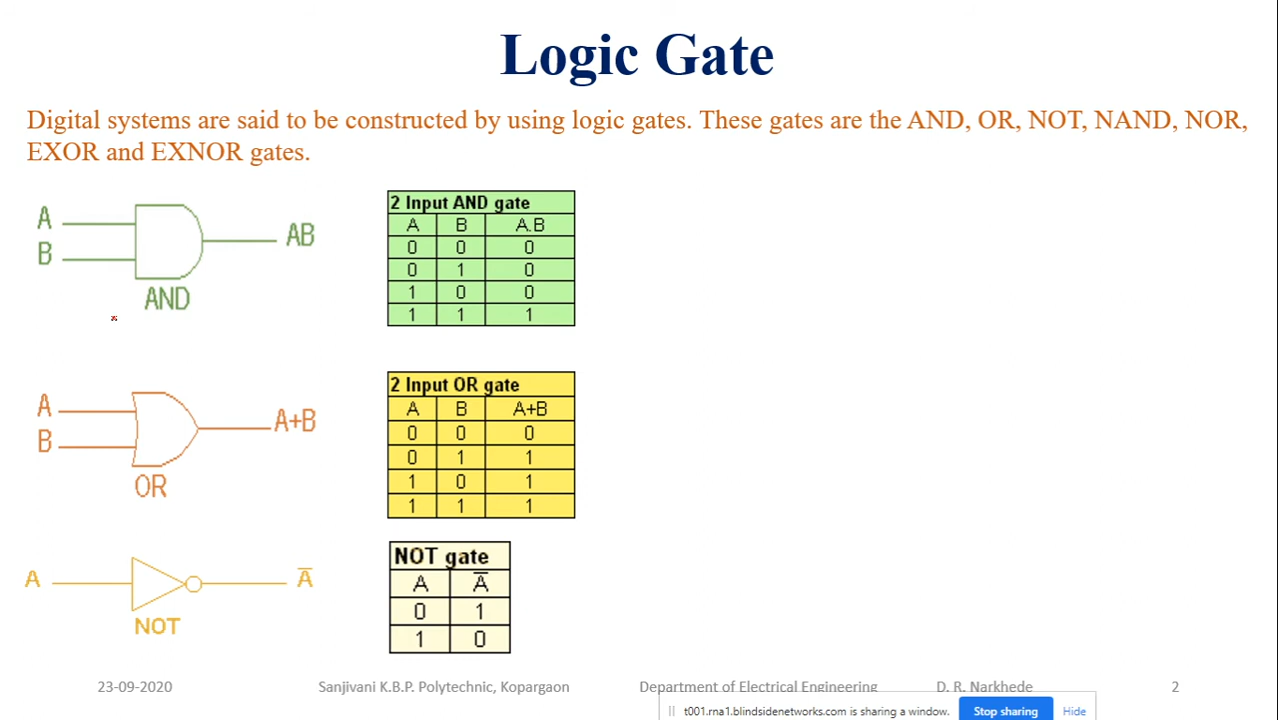 Logic Gate
Digital systems are said to be constructed by using logic gates. These gates are the AND, OR, NOT, NAND, NOR,
EXOR and EXNOR gates.
A
B
AB
AND
2 Input AND gate
A B A.B
0 0 0
0 1 0
1 0 0
1 1 1
A
B
A+B
OR
2 Input OR gate
A B A+B
0 0 0
0 1 1
1 0 1
1 1 1
A
A̅
NOT
NOT gate
A A̅
0 1
1 0
23-09-2020 Sanjivani K.B.P. Polytechnic, Kopargaon Department of Electrical Engineering D. R. Narkhede 2
t001.rna1.blindsidenetworks.com is sharing a window. Stop sharing Hide